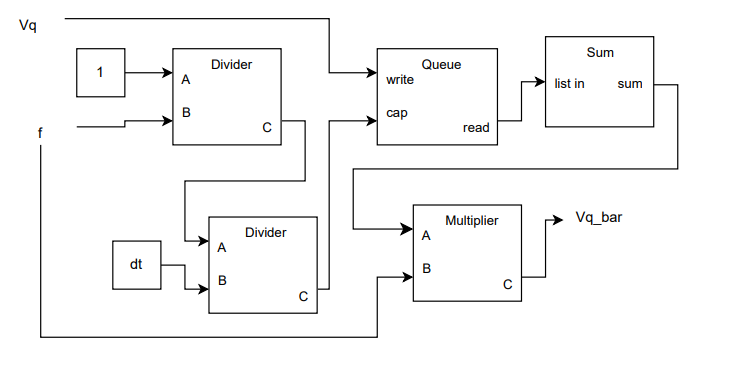 Vq
1
Divider
A
B
C
Queue
write
cap
read
Sum
list in
sum
f
dt
Divider
A
B
C
Multiplier
A
B
C
Vq_bar